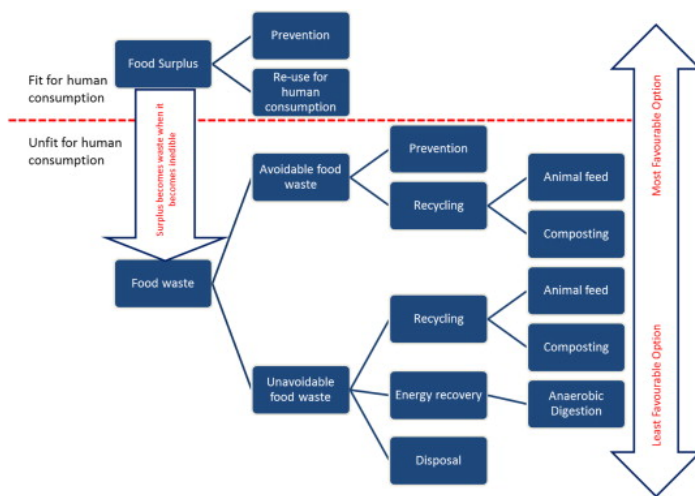 Prevention
Food Surplus
Fit for human
consumption
Re-use for
human
consumption
Unfit for human
consumption
Surplus becomes waste when it
becomes inedible
Prevention
Avoidable food
waste
Recycling
Animal feed
Composting
Food waste
Animal feed
Recycling
Composting
Unavoidable
food waste
Energy recovery
Anaerobic
Digestion
Disposal
Most Favourable Option
Least Favourable Option